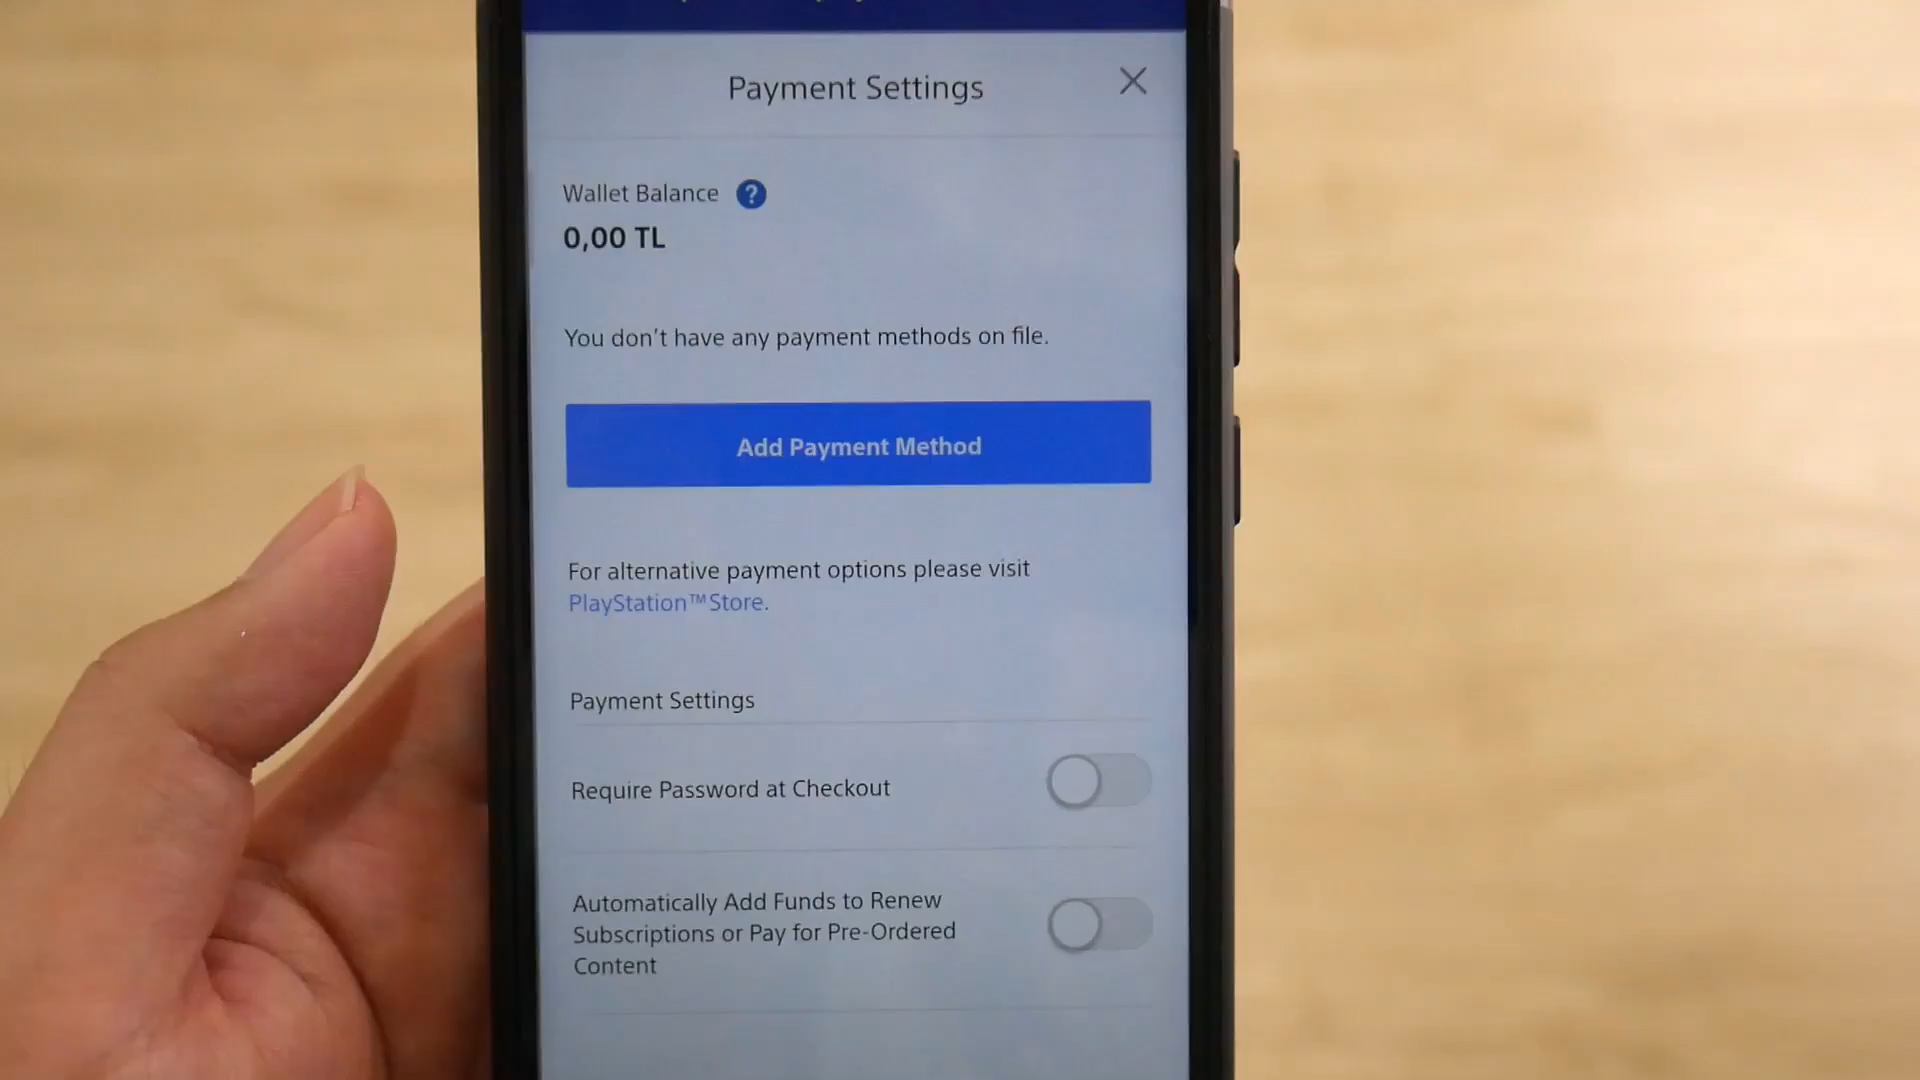 Payment Settings
Wallet Balance ?
0,00 TL
You don't have any payment methods on file.
Add Payment Method
For alternative payment options please visit
PlayStation™Store.
Payment Settings
Require Password at Checkout
Automatically Add Funds to Renew
Subscriptions or Pay for Pre-Ordered
Content